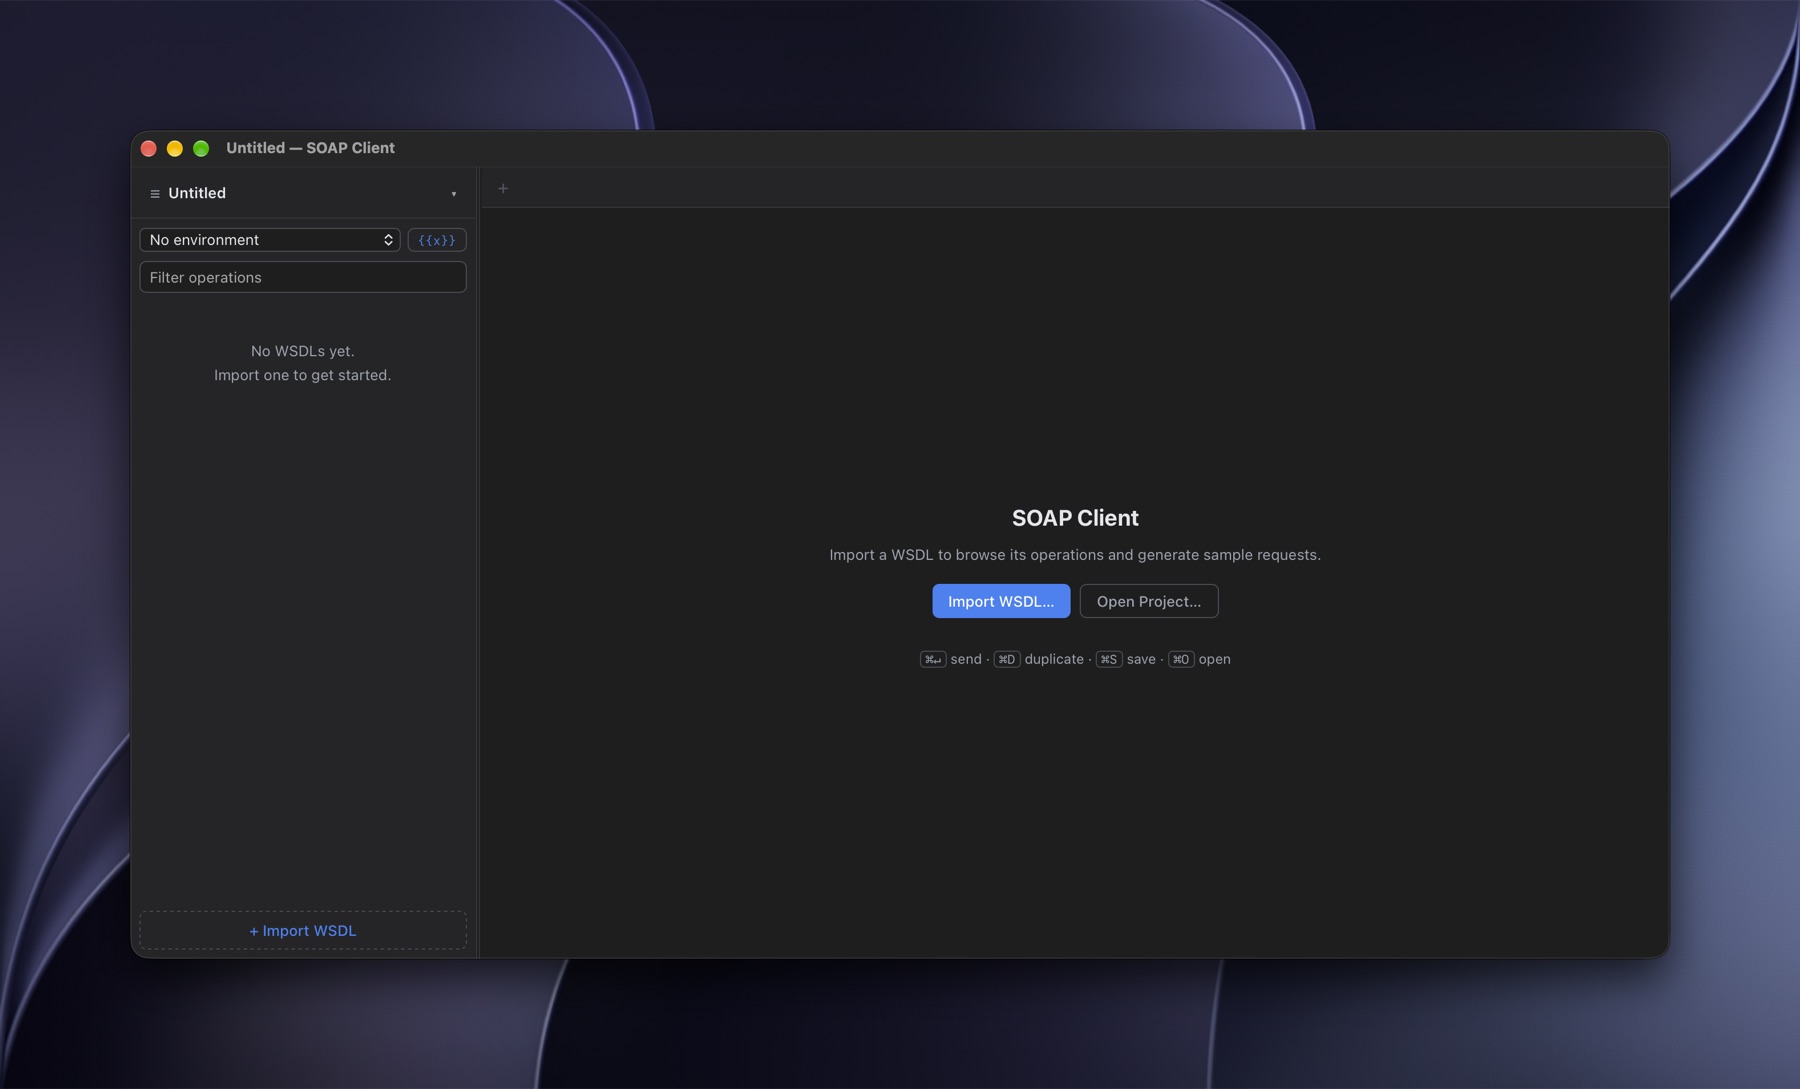 Untitled — SOAP Client
≡ Untitled ▾
+
No environment
{{x}}
Filter operations
No WSDLs yet.
Import one to get started.
SOAP Client
Import a WSDL to browse its operations and generate sample requests.
Import WSDL…
Open Project…
⌘↵ send · ⌘D duplicate · ⌘S save · ⌘O open
+ Import WSDL